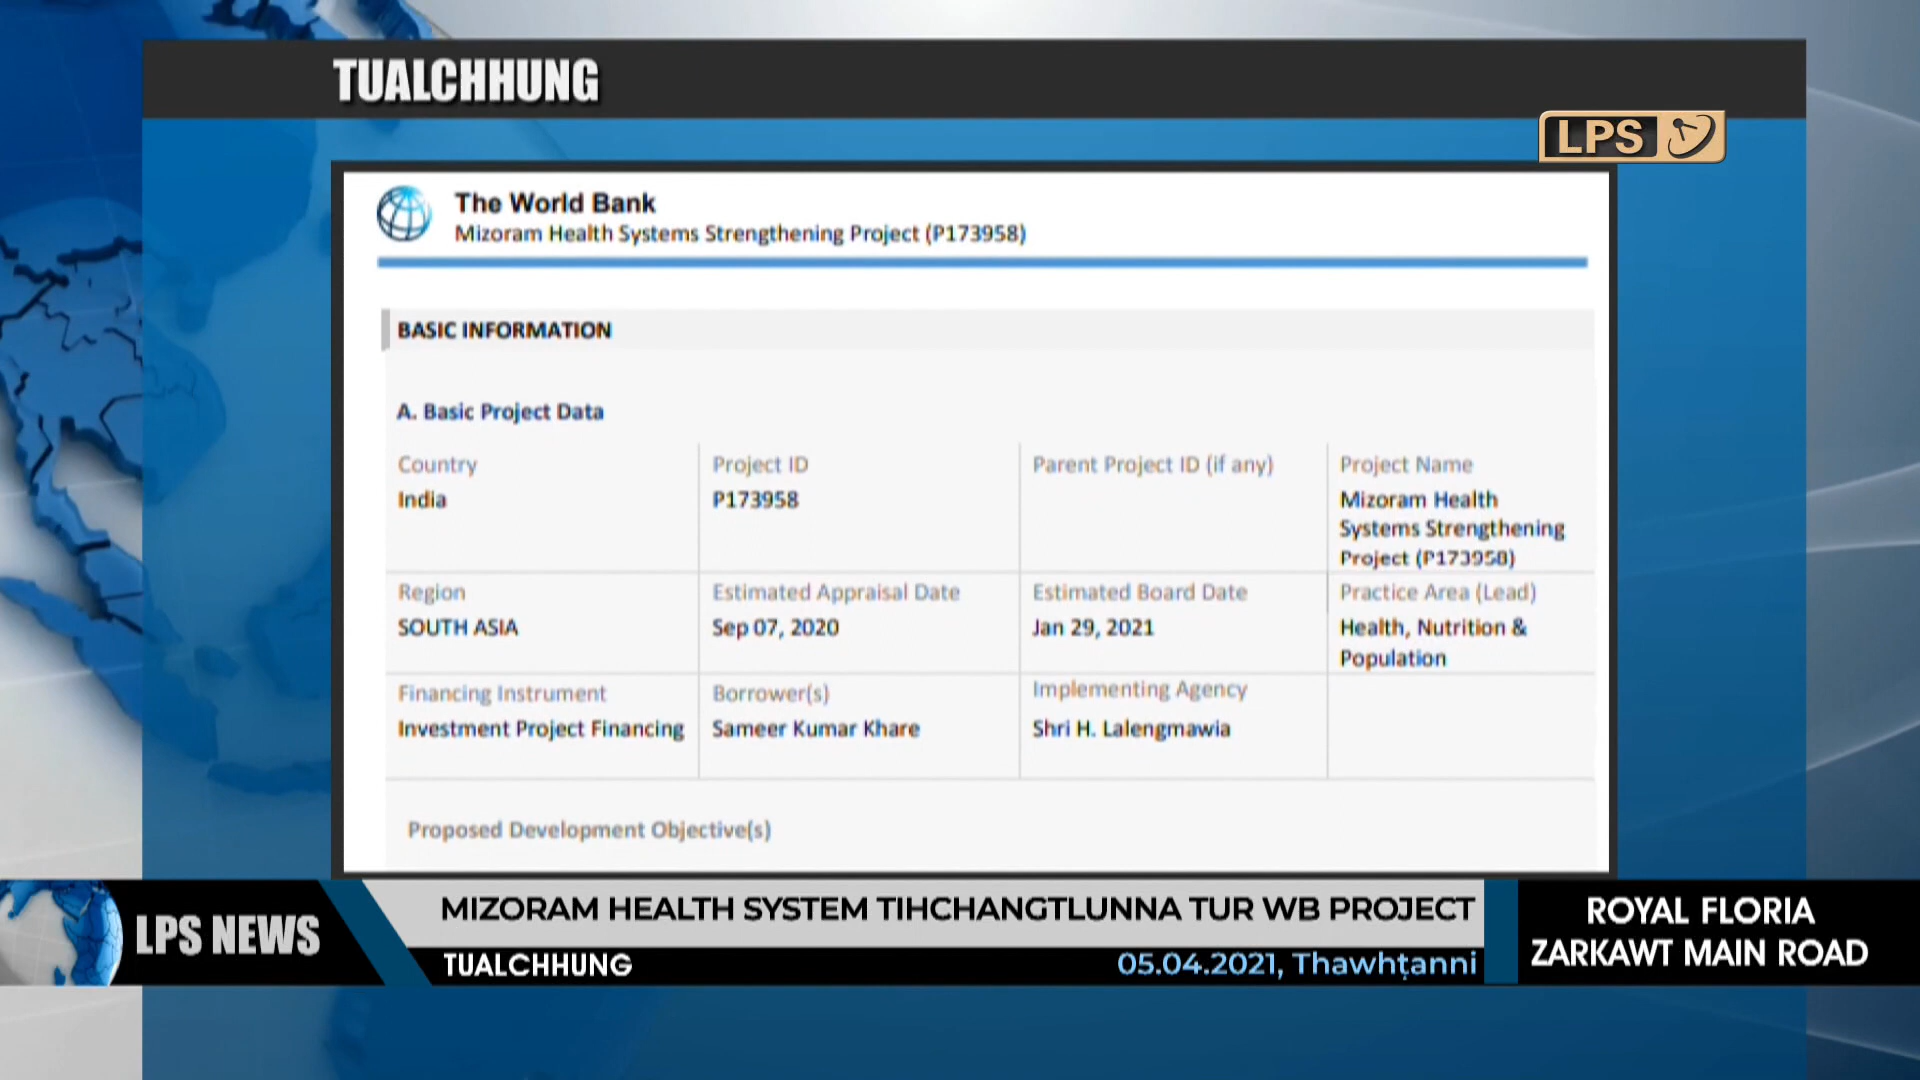 TUALCHHUNG
LPS
The World Bank
Mizoram Health Systems Strengthening Project (P173958)
BASIC INFORMATION
A. Basic Project Data
Country
India
Project ID
P173958
Parent Project ID (if any)
Project Name
Mizoram Health
Systems Strengthening
Project (P173958)
Region
SOUTH ASIA
Estimated Appraisal Date
Sep 07, 2020
Estimated Board Date
Jan 29, 2021
Practice Area (Lead)
Health, Nutrition &
Population
Financing Instrument
Investment Project Financing
Borrower(s)
Sameer Kumar Khare
Implementing Agency
Shri H. Lalengmawia
Proposed Development Objective(s)
LPS NEWS
MIZORAM HEALTH SYSTEM TIHCHANGTLUNNA TUR WB PROJECT
TUALCHHUNG
05.04.2021, Thawhṭanni
ROYAL FLORIA
ZARKAWT MAIN ROAD